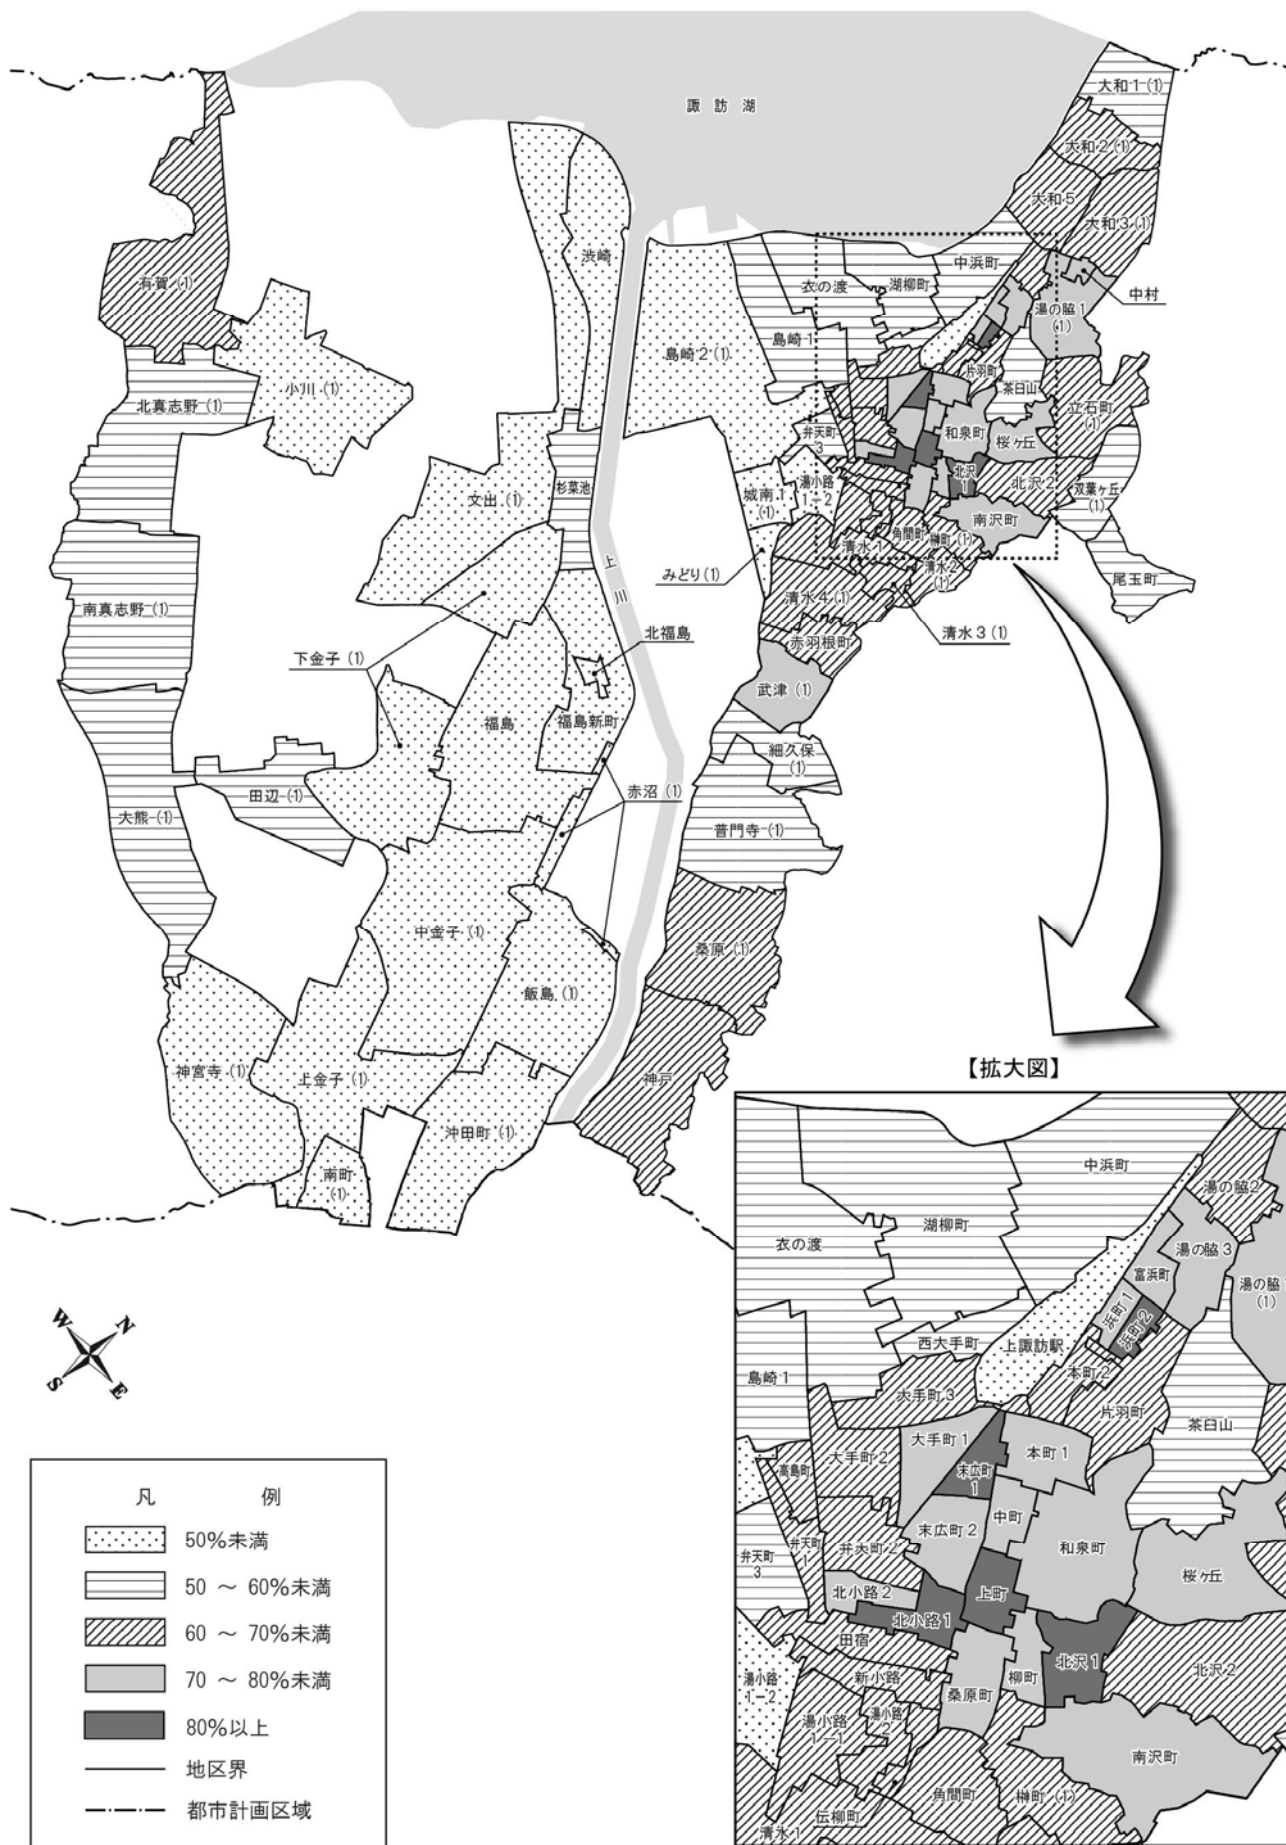 諏訪湖
大和1(1)
大和2(1)
大和5
大和3(1)
中村
湯の脇1
(1)
中浜町
湖柳町
衣の渡
島崎1
渋崎
島崎2(1)
有賀(1)
小川(1)
北真志野(1)
片羽町
茶臼山
立石町
(1)
和泉町
桜ヶ丘
弁天町
3
北沢
1
北沢2
双葉ヶ丘
(1)
文出(1)
杉菜池
城南1
(1)
湯小路
1-2
南沢町
角間町
榊町(1)
清水1
清水2
(1)
尾玉町
みどり(1)
上川
清水4(1)
清水3(1)
南真志野(1)
下金子(1)
北福島
赤羽根町
武津(1)
福島
福島新町
細久保
(1)
赤沼(1)
田辺(1)
大熊(1)
普門寺(1)
中金子(1)
桑原(1)
飯島(1)
神宮寺(1)
上金子(1)
神戸
沖田町(1)
南町
(1)
【拡大図】
中浜町
湯の脇2
湖柳町
衣の渡
湯の脇3
富浜町
湯の脇1
(1)
浜町1
浜町2
西大手町
上諏訪駅
本町2
島崎1
大手町3
片羽町
茶臼山
大手町1
本町1
大手町2
高島町
末広町
1
中町
末広町2
弁天町2
弁天町
1
弁天町
3
和泉町
桜ヶ丘
北小路2
上町
北小路1
田宿
北沢1
北沢2
新小路
柳町
湯小路
1-2
桑原町
湯小路
2
湯小路
1-1
南沢町
角間町
榊町(1)
伝柳町
清水1
W
N
S
E
凡例
50%未満
50 ～ 60%未満
60 ～ 70%未満
70 ～ 80%未満
80%以上
地区界
都市計画区域